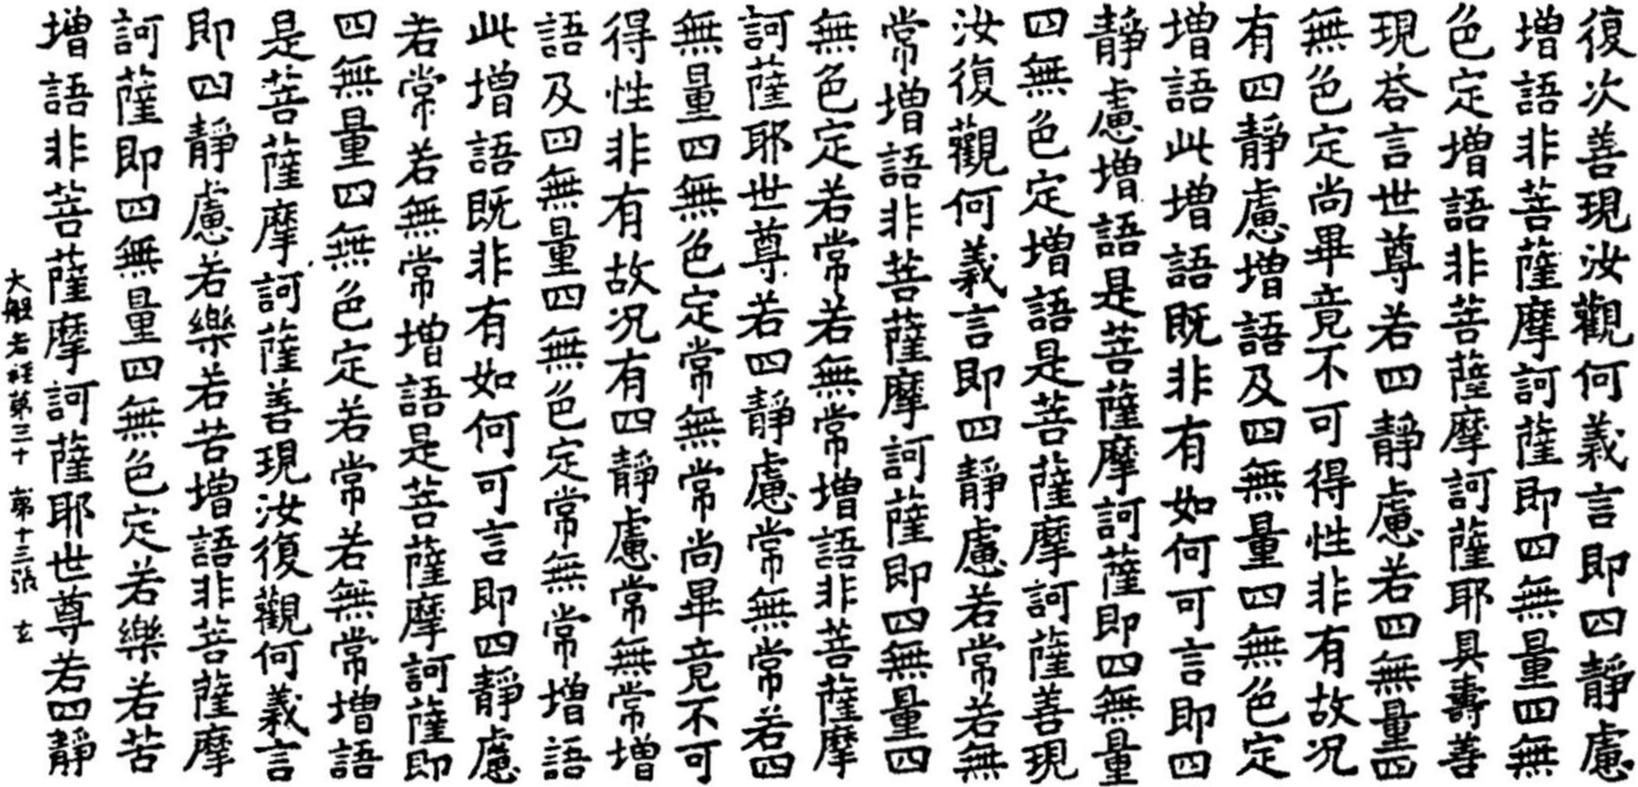 復次善現汝觀何義言即四靜慮
增語非菩薩摩訶薩即四無量四無
色定增語非菩薩摩訶薩耶具壽善
現荅言世尊若四靜慮若四無量四
無色定尚畢竟不可得性非有故况
有四靜慮增語及四無量四無色定
增語此增語既非有如何可言即四
靜慮增語是菩薩摩訶薩即四無量
四無色定增語是菩薩摩訶薩善現
汝復觀何義言即四靜慮若常若無
常增語非菩薩摩訶薩即四無量四
無色定若常若無常增語非菩薩摩
訶薩耶世尊若四靜慮常無常若四
無量四無色定常無常尚畢竟不可
得性非有故况有四靜慮常無常增
語及四無量四無色定常無常增語
此增語既非有如何可言即四靜慮
若常若無常增語是菩薩摩訶薩即
四無量四無色定若常若無常增語
是菩薩摩訶薩善現汝復觀何義言
即四靜慮若樂若苦增語非菩薩摩
訶薩即四無量四無色定若樂若苦
增語非菩薩摩訶薩耶世尊若四靜
大般若經第三十 第十三張 玄